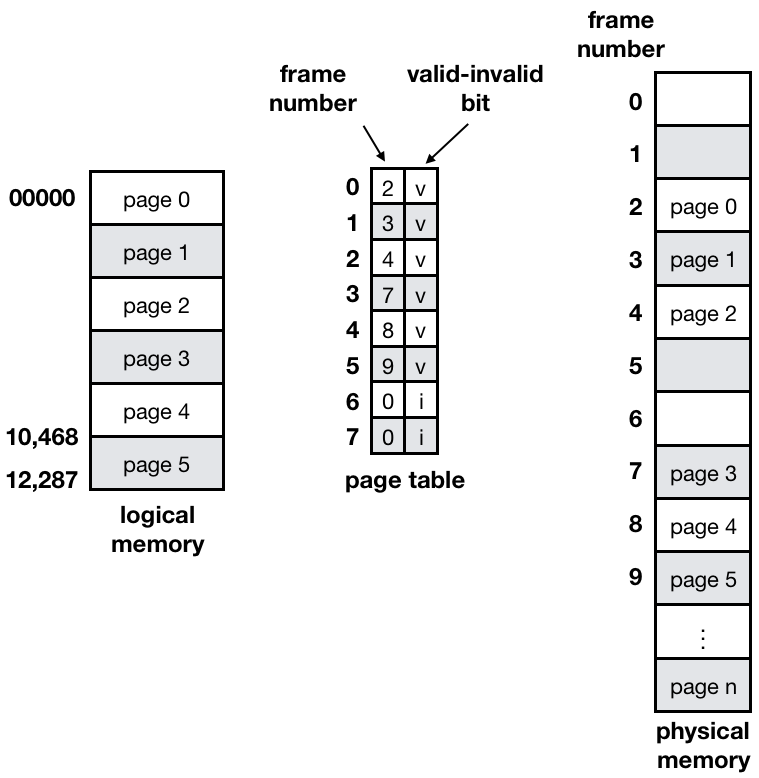 00000
page 0
page 1
page 2
page 3
page 4
10,468
page 5
12,287
logical
memory
frame
number
valid-invalid
bit
0 2 v
1 3 v
2 4 v
3 7 v
4 8 v
5 9 v
6 0 i
7 0 i
page table
frame
number
0
1
2 page 0
3 page 1
4 page 2
5
6
7 page 3
8 page 4
9 page 5
⋮
page n
physical
memory